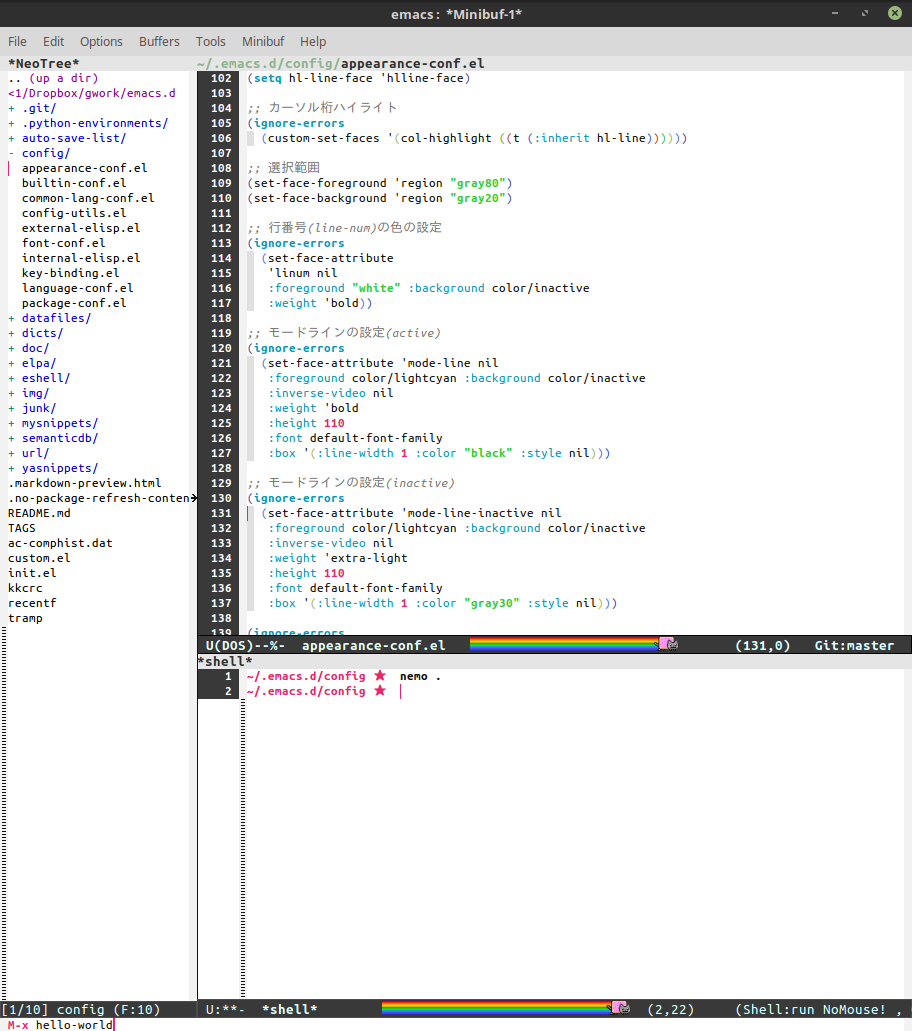 emacs: *Minibuf-1*
File Edit Options Buffers Tools Minibuf Help
*NeoTree*
.. (up a dir)
<1/Dropbox/gwork/emacs.d
+ .git/
+ .python-environments/
+ auto-save-list/
- config/
appearance-conf.el
builtin-conf.el
common-lang-conf.el
config-utils.el
external-elisp.el
font-conf.el
internal-elisp.el
key-binding.el
language-conf.el
package-conf.el
+ datafiles/
+ dicts/
+ doc/
+ elpa/
+ eshell/
+ img/
+ junk/
+ mysnippets/
+ semanticdb/
+ url/
+ yasnippets/
.markdown-preview.html
.no-package-refresh-conten→
README.md
TAGS
ac-comphist.dat
custom.el
init.el
kkcrc
recentf
tramp
[1/10] config (F:10)
~/.emacs.d/config/appearance-conf.el
102 (setq hl-line-face 'hlline-face)
103
104 ;; カーソル桁ハイライト
105 (ignore-errors
106 (custom-set-faces '(col-highlight ((t (:inherit hl-line))))))
107
108 ;; 選択範囲
109 (set-face-foreground 'region "gray80")
110 (set-face-background 'region "gray20")
111
112 ;; 行番号(line-num)の色の設定
113 (ignore-errors
114 (set-face-attribute
115 'linum nil
116 :foreground "white" :background color/inactive
117 :weight 'bold))
118
119 ;; モードラインの設定(active)
120 (ignore-errors
121 (set-face-attribute 'mode-line nil
122 :foreground color/lightcyan :background color/inactive
123 :inverse-video nil
124 :weight 'bold
125 :height 110
126 :font default-font-family
127 :box '(:line-width 1 :color "black" :style nil)))
128
129 ;; モードラインの設定(inactive)
130 (ignore-errors
131 (set-face-attribute 'mode-line-inactive nil
132 :foreground color/lightcyan :background color/inactive
133 :inverse-video nil
134 :weight 'extra-light
135 :height 110
136 :font default-font-family
137 :box '(:line-width 1 :color "gray30" :style nil)))
138
139 (ignore-errors
U(DOS)--%- appearance-conf.el (131,0) Git:master
*shell*
1 ~/.emacs.d/config ★ nemo .
2 ~/.emacs.d/config ★
U:**- *shell* (2,22) (Shell:run NoMouse! ,
M-x hello-world